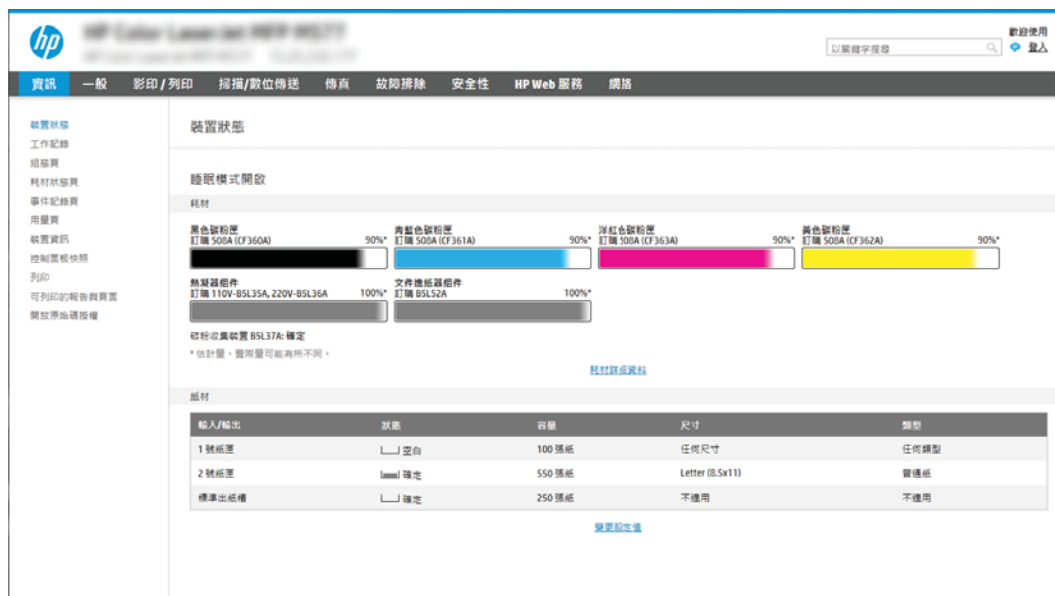 hp
HP Color LaserJet MFP M577
歡迎使用
以關鍵字搜尋
登入
資訊 一般 影印 / 列印 掃描/數位傳送 傳真 故障排除 安全性 HP Web 服務 網路
裝置狀態
工作記錄
組態頁
耗材狀態頁
事件記錄頁
用量頁
裝置資訊
控制面板快照
列印
可列印的報告與頁面
開放原始碼授權
裝置狀態
睡眠模式開啟
耗材
黑色碳粉匣
訂購 508A (CF360A) 90%*
青藍色碳粉匣
訂購 508A (CF361A) 90%*
洋紅色碳粉匣
訂購 508A (CF363A) 90%*
黃色碳粉匣
訂購 508A (CF362A) 90%*
熱凝器組件
訂購 110V-B5L35A, 220V-B5L36A 100%*
文件進紙器組件
訂購 B5L52A 100%*
碳粉收集裝置 B5L37A: 確定
* 估計量。實際量可能有所不同。
耗材詳細資料
紙材
輸入/輸出 狀態 容量 尺寸 類型
1 號紙匣 空白 100 張紙 任何尺寸 任何類型
2 號紙匣 確定 550 張紙 Letter (8.5x11) 普通紙
標準出紙槽 確定 250 張紙 不適用 不適用
變更設定值